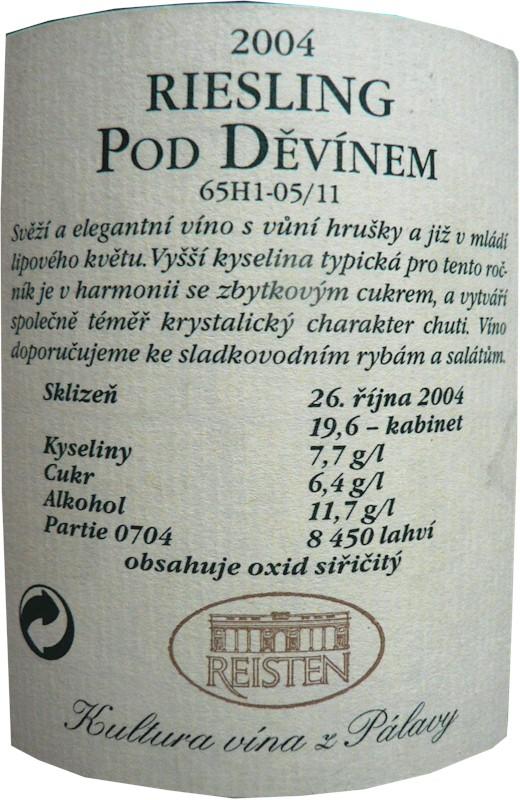 2004
RIESLING
POD DĚVÍNEM
65H1-05/11
Svěží a elegantní víno s vůní hrušky a již v mládí
lipového květu. Vyšší kyselina typická pro tento roč-
ník je v harmonii se zbytkovým cukrem, a vytváří
společně téměř krystalický charakter chuti. Víno
doporučujeme ke sladkovodním rybám a salátům.
Sklizeň 26. října 2004
19,6 – kabinet
Kyseliny 7,7 g/l
Cukr 6,4 g/l
Alkohol 11,7 g/l
Partie 0704 8 450 lahví
obsahuje oxid siřičitý
REISTEN
Kultura vína z Pálavy